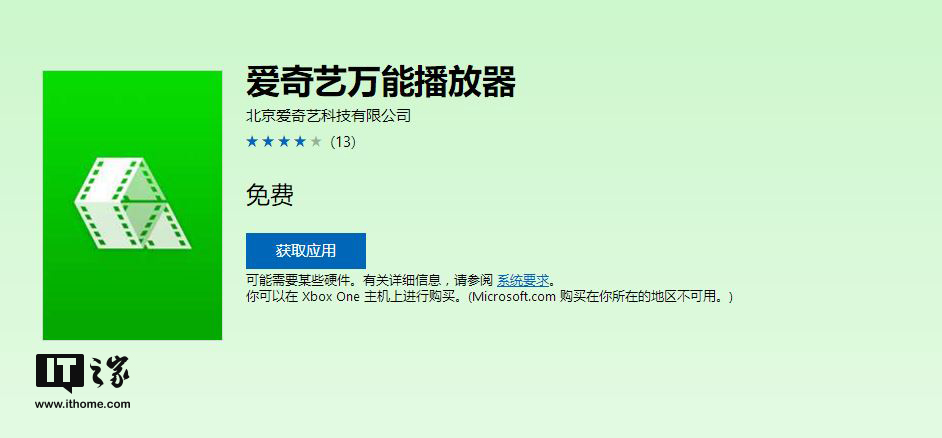 爱奇艺万能播放器
北京爱奇艺科技有限公司
(13)
免费
获取应用
可能需要某些硬件。有关详细信息，请参阅 系统要求。
你可以在 Xbox One 主机上进行购买。(Microsoft.com 购买在你所在的地区不可用。)
IT之家
www.ithome.com